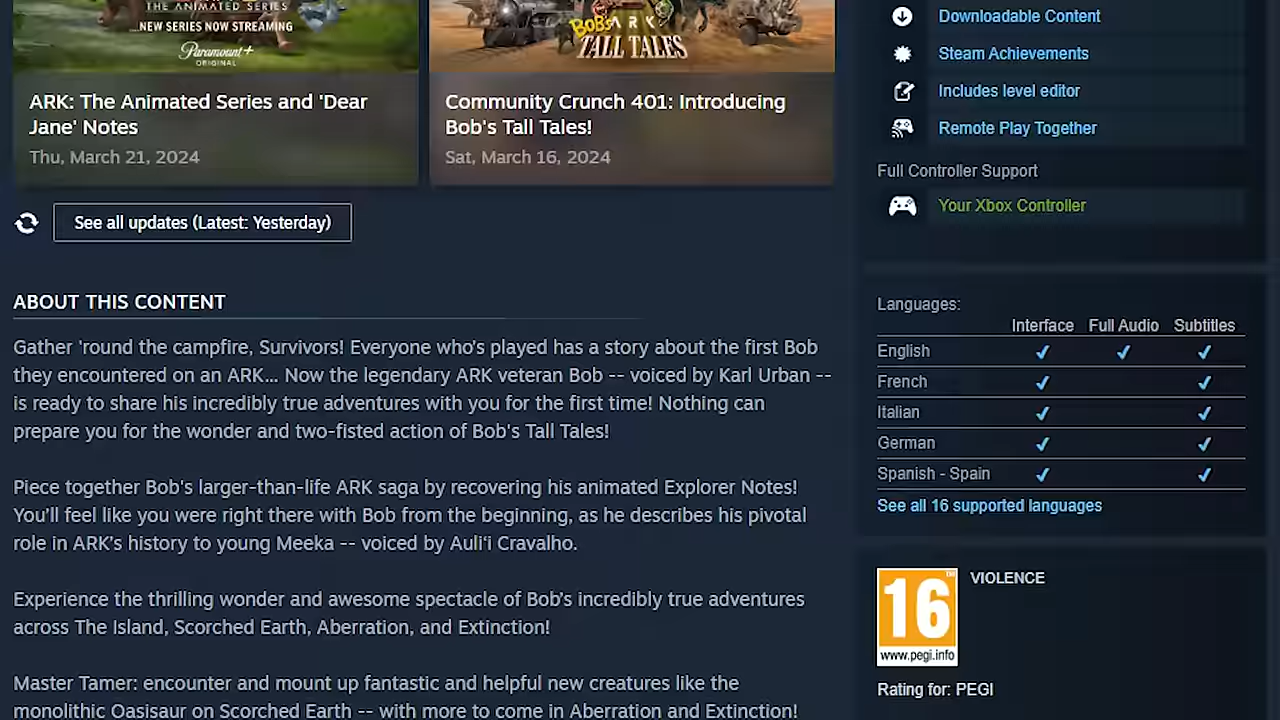 THE ANIMATED SERIES
...NEW SERIES NOW STREAMING
Paramount+
ORIGINAL
BOB'S ARK
TALL TALES
ARK: The Animated Series and 'Dear
Jane' Notes
Thu, March 21, 2024
Community Crunch 401: Introducing
Bob's Tall Tales!
Sat, March 16, 2024
See all updates (Latest: Yesterday)
ABOUT THIS CONTENT
Gather 'round the campfire, Survivors! Everyone who's played has a story about the first Bob
they encountered on an ARK... Now the legendary ARK veteran Bob -- voiced by Karl Urban --
is ready to share his incredibly true adventures with you for the first time! Nothing can
prepare you for the wonder and two-fisted action of Bob's Tall Tales!
Piece together Bob's larger-than-life ARK saga by recovering his animated Explorer Notes!
You'll feel like you were right there with Bob from the beginning, as he describes his pivotal
role in ARK's history to young Meeka -- voiced by Auli'i Cravalho.
Experience the thrilling wonder and awesome spectacle of Bob's incredibly true adventures
across The Island, Scorched Earth, Aberration, and Extinction!
Master Tamer: encounter and mount up fantastic and helpful new creatures like the
monolithic Oasisaur on Scorched Earth -- with more to come in Aberration and Extinction!
Downloadable Content
Steam Achievements
Includes level editor
Remote Play Together
Full Controller Support
Your Xbox Controller
Languages:
Interface Full Audio Subtitles
English ✔ ✔ ✔
French ✔ ✔
Italian ✔ ✔
German ✔ ✔
Spanish - Spain ✔ ✔
See all 16 supported languages
16 ™
www.pegi.info
VIOLENCE
Rating for: PEGI